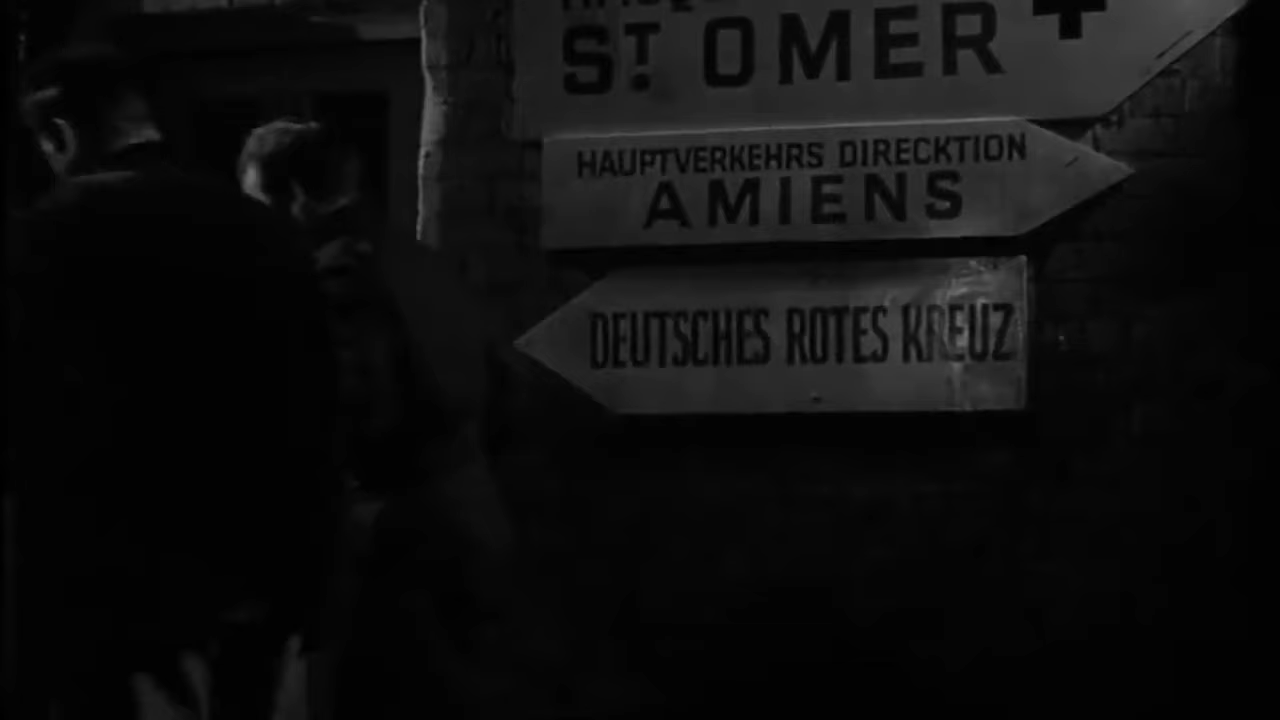 ST. OMER
HAUPTVERKEHRS DIRECKTION
AMIENS
DEUTSCHES ROTES KREUZ